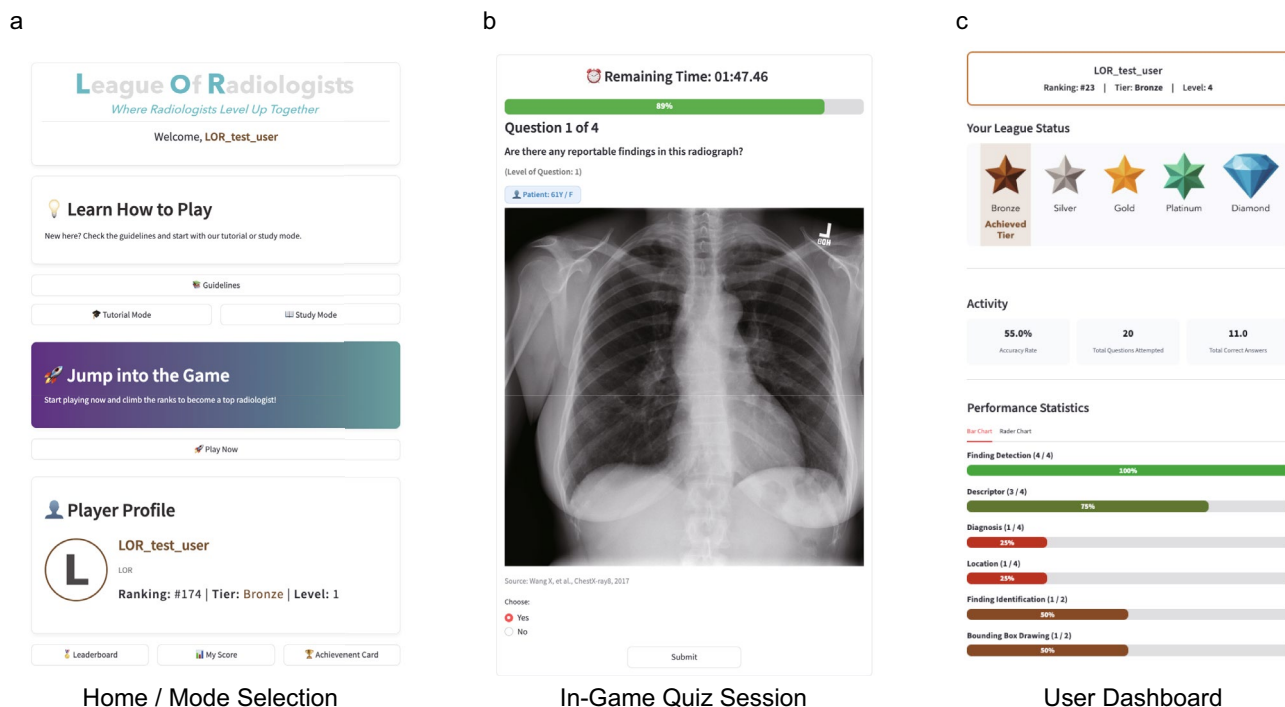 a
League Of Radiologists
Where Radiologists Level Up Together
Welcome, LOR_test_user
Learn How to Play
New here? Check the guidelines and start with our tutorial or study mode.
Guidelines
Tutorial Mode
Study Mode
Jump into the Game
Start playing now and climb the ranks to become a top radiologist!
Play Now
Player Profile
L
LOR_test_user
LOR
Ranking: #174 | Tier: Bronze | Level: 1
Leaderboard
My Score
Achievenent Card
Home / Mode Selection
b
Remaining Time: 01:47.46
89%
Question 1 of 4
Are there any reportable findings in this radiograph?
(Level of Question: 1)
Patient: 61Y / F
L
Source: Wang X, et al., ChestX-ray8, 2017
Choose:
Yes
No
Submit
In-Game Quiz Session
c
LOR_test_user
Ranking: #23 | Tier: Bronze | Level: 4
Your League Status
Bronze
Silver
Gold
Platinum
Diamond
Achieved
Tier
Activity
55.0%
Accuracy Rate
20
Total Questions Attempted
11.0
Total Correct Answers
Performance Statistics
Bar Chart Rader Chart
Finding Detection (4 / 4)
100%
Descriptor (3 / 4)
75%
Diagnosis (1 / 4)
25%
Location (1 / 4)
25%
Finding Identification (1 / 2)
50%
Bounding Box Drawing (1 / 2)
50%
User Dashboard